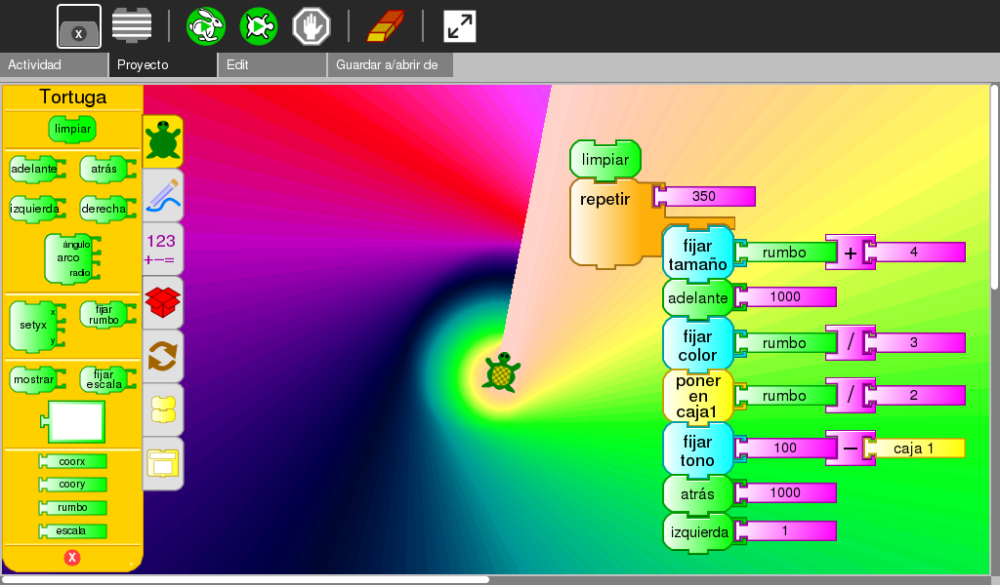 x
Actividad
Proyecto
Edit
Guardar a/abrir de
Tortuga
limpiar
adelante
atrás
izquierda
derecha
ángulo
arco
radio
setyx
x
y
fijar
rumbo
mostrar
fijar
escala
coorx
coory
rumbo
escala
X
123
+−=
limpiar
repetir
350
fijar
tamaño
rumbo
+
4
adelante
1000
fijar
color
rumbo
/
3
poner
en
caja1
rumbo
/
2
fijar
tono
100
−
caja 1
atrás
1000
izquierda
1